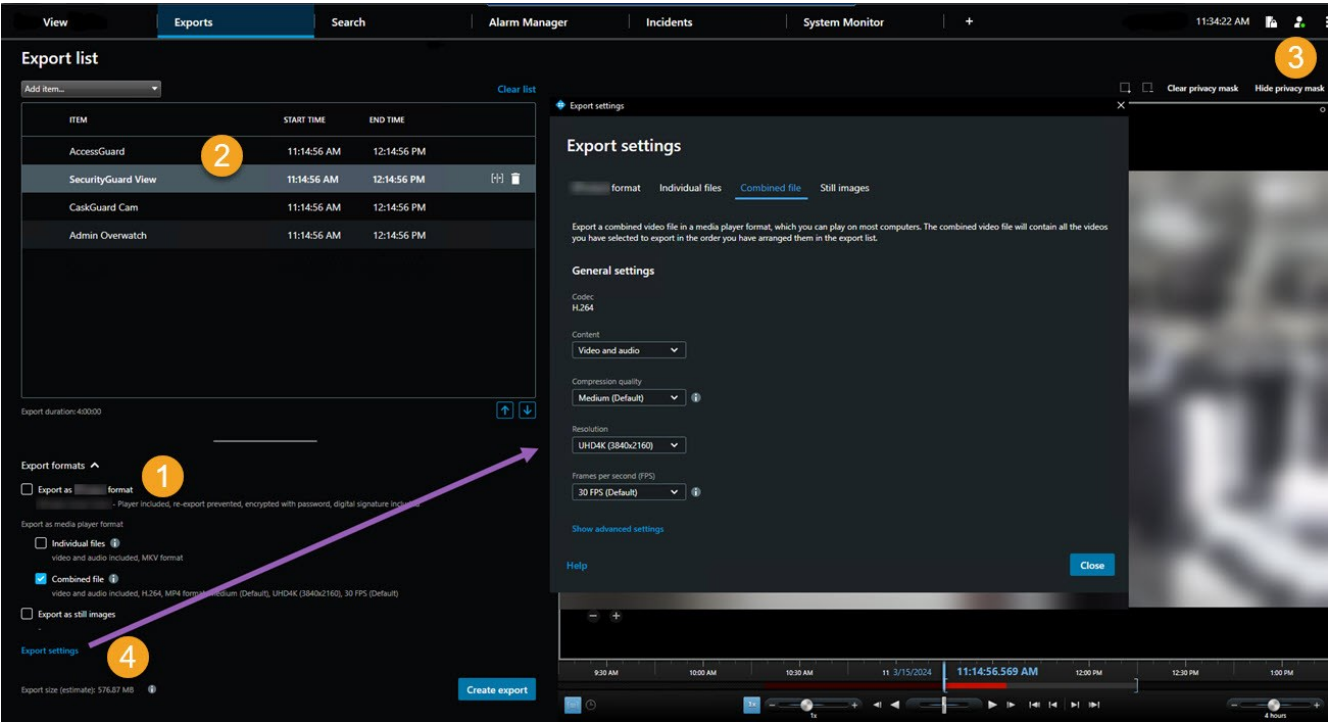 View Exports Search Alarm Manager Incidents System Monitor + 11:34:22 AM
3
Export list
Add item... Clear list
Clear privacy mask Hide privacy mask
ITEM START TIME END TIME
AccessGuard 11:14:56 AM 12:14:56 PM
2
SecurityGuard View 11:14:56 AM 12:14:56 PM
CaskGuard Cam 11:14:56 AM 12:14:56 PM
Admin Overwatch 11:14:56 AM 12:14:56 PM
Export duration: 4:00:00
Export formats
1
Export as format
- Player included, re-export prevented, encrypted with password, digital signature included
Export as media player format
Individual files
video and audio included, MKV format
Combined file
video and audio included, H.264, MP4 format, Medium (Default), UHD4K (3840x2160), 30 FPS (Default)
Export as still images
-
Export settings
4
Export size (estimate): 576.87 MB
Create export
Export settings
Export settings
format Individual files Combined file Still images
Export a combined video file in a media player format, which you can play on most computers. The combined video file will contain all the videos
you have selected to export in the order you have arranged them in the export list.
General settings
Codec
H.264
Content
Video and audio
Compression quality
Medium (Default)
Resolution
UHD4K (3840x2160)
Frames per second (FPS)
30 FPS (Default)
Show advanced settings
Help Close
9:30 AM 10:00 AM 10:30 AM 11 3/15/2024 11:14:56.569 AM 12:00 PM 12:30 PM 1:00 PM
1x
1x
4 hours